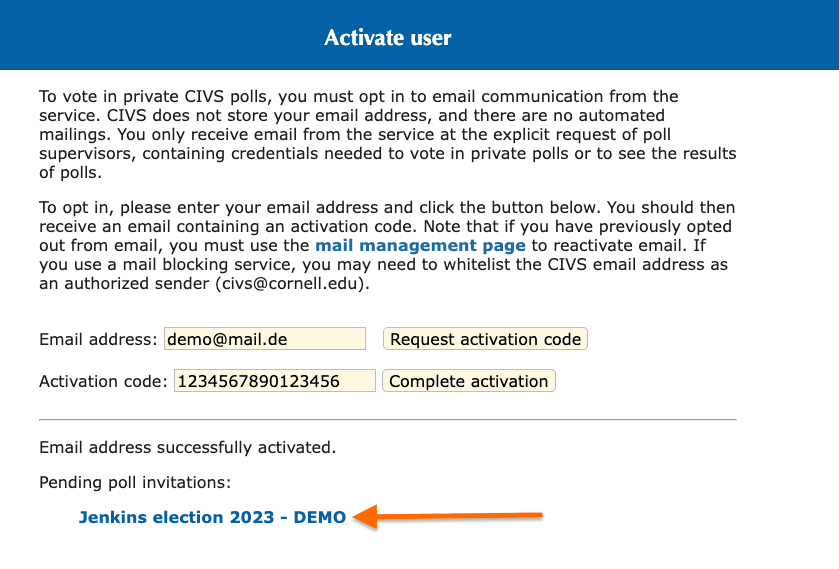 Activate user
To vote in private CIVS polls, you must opt in to email communication from the
service. CIVS does not store your email address, and there are no automated
mailings. You only receive email from the service at the explicit request of poll
supervisors, containing credentials needed to vote in private polls or to see the results
of polls.
To opt in, please enter your email address and click the button below. You should then
receive an email containing an activation code. Note that if you have previously opted
out from email, you must use the mail management page to reactivate email. If
you use a mail blocking service, you may need to whitelist the CIVS email address as
an authorized sender (civs@cornell.edu).
Email address: demo@mail.de Request activation code
Activation code: 1234567890123456 Complete activation
Email address successfully activated.
Pending poll invitations:
Jenkins election 2023 - DEMO